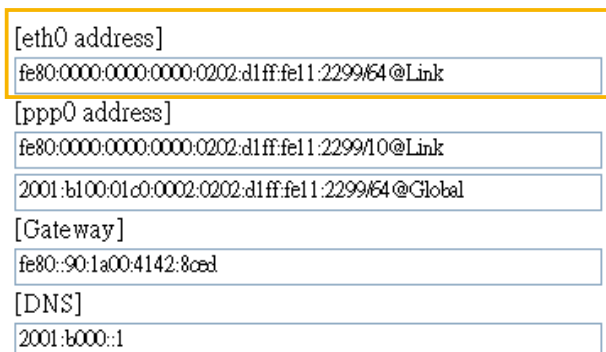 [eth0 address]
fe80:0000:0000:0000:0202:d1ff:fe11:2299/64@Link
[ppp0 address]
fe80:0000:0000:0000:0202:d1ff:fe11:2299/10@Link
2001:b100:01c0:0002:0202:d1ff:fe11:2299/64@Global
[Gateway]
fe80::90:1a00:4142:8ced
[DNS]
2001:b000::1